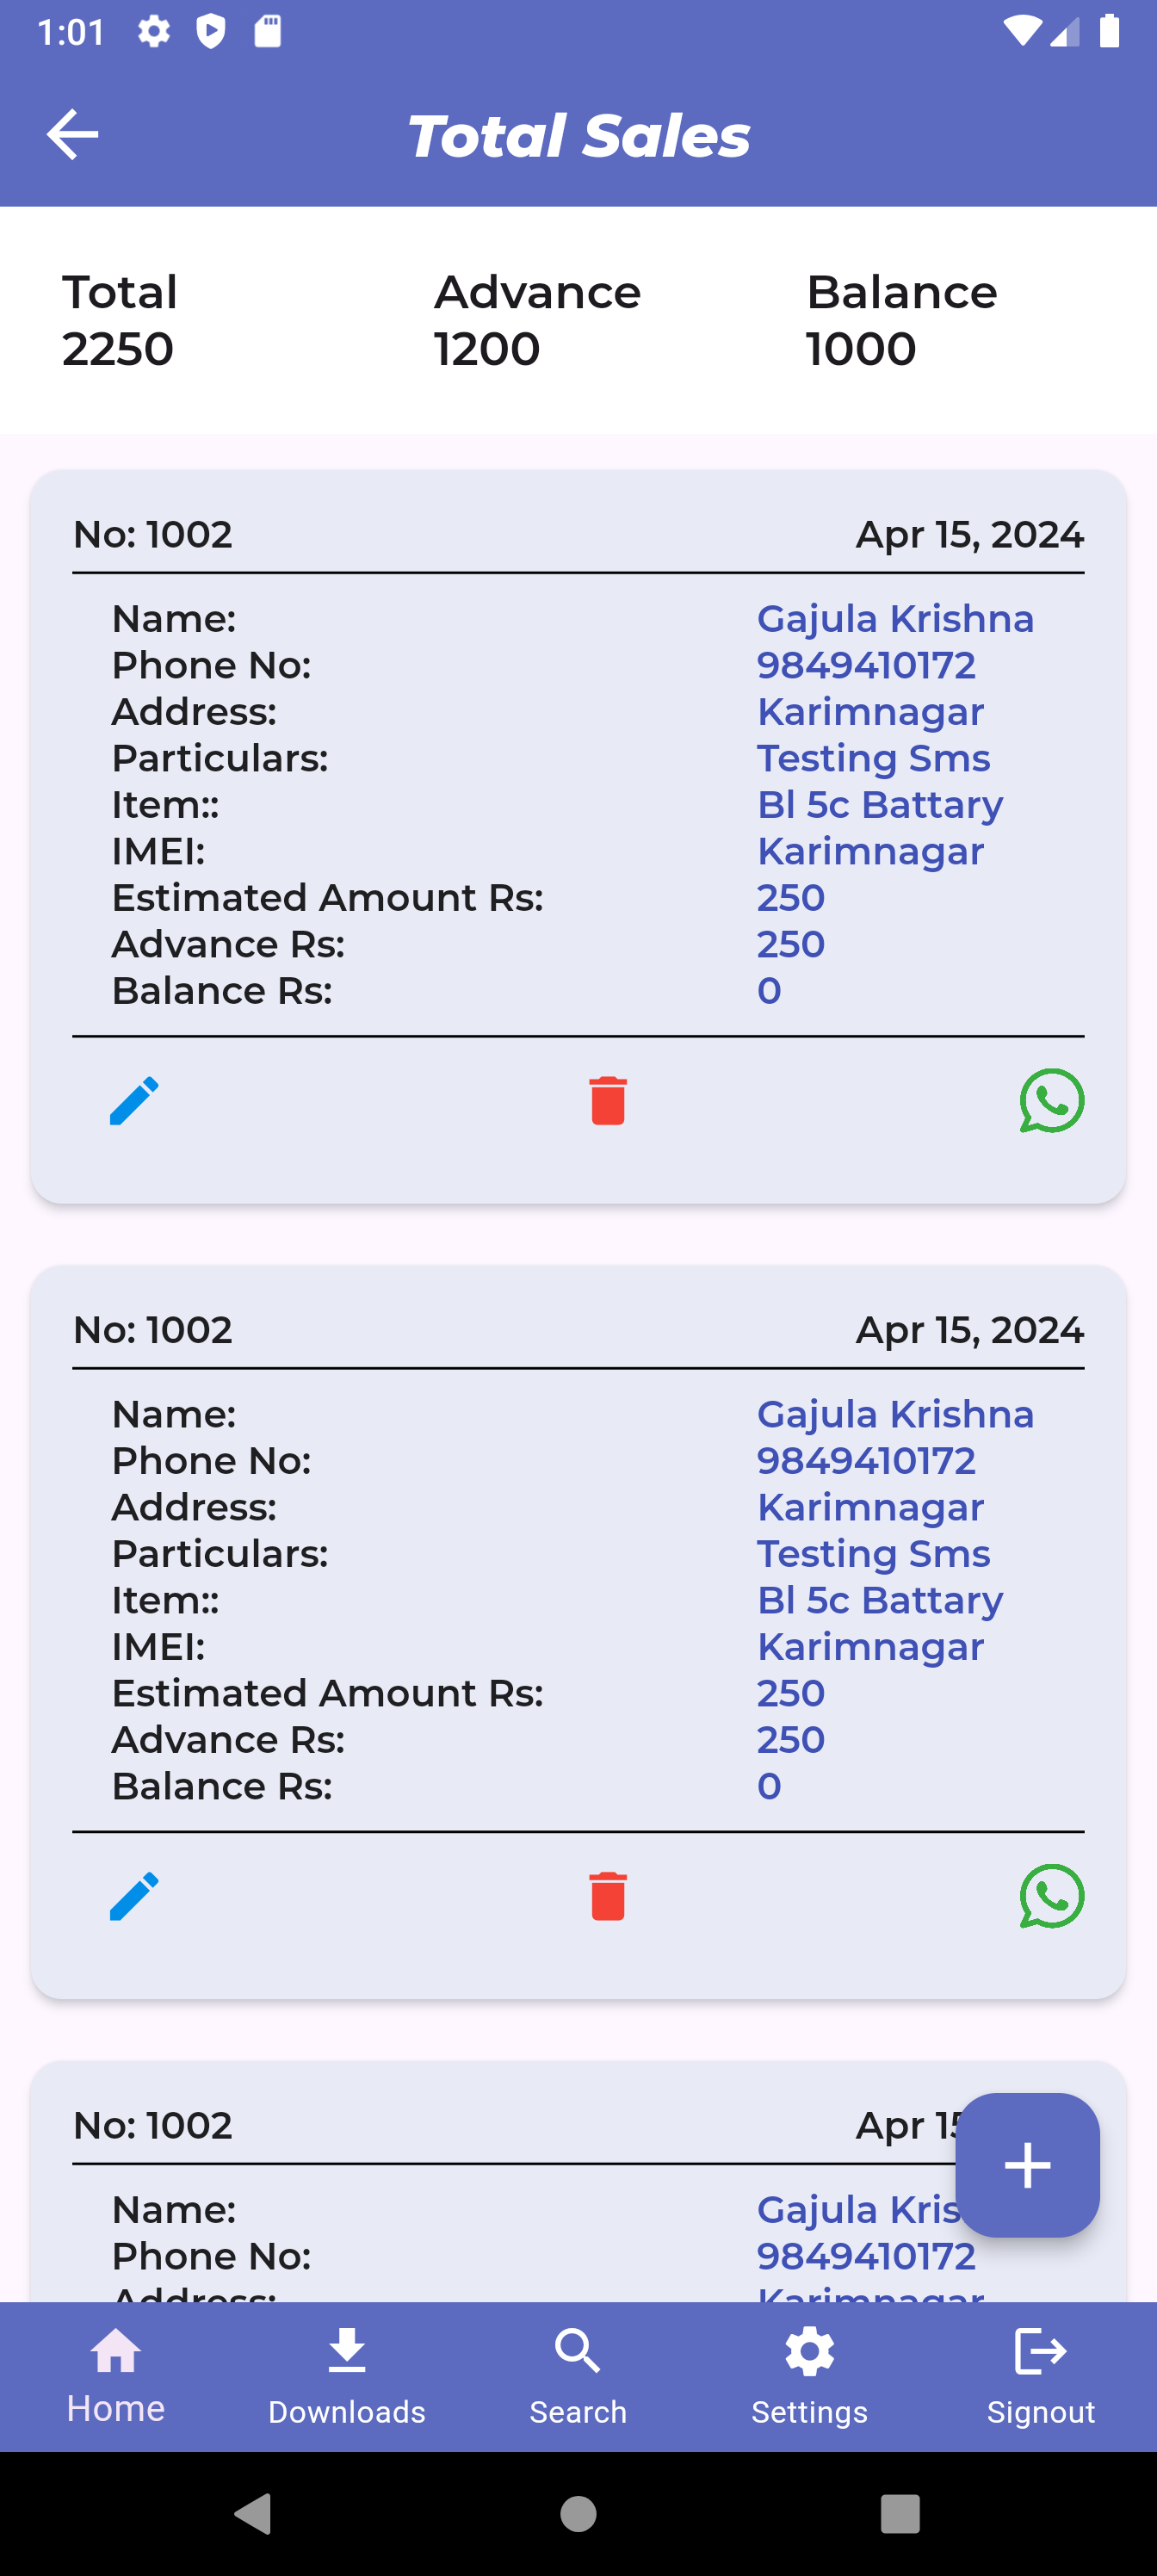 1:01
Total Sales
Total Advance Balance
2250 1200 1000
No: 1002 Apr 15, 2024
Name: Gajula Krishna
Phone No: 9849410172
Address: Karimnagar
Particulars: Testing Sms
Item:: Bl 5c Battary
IMEI: Karimnagar
Estimated Amount Rs: 250
Advance Rs: 250
Balance Rs: 0
No: 1002 Apr 15, 2024
Name: Gajula Krishna
Phone No: 9849410172
Address: Karimnagar
Particulars: Testing Sms
Item:: Bl 5c Battary
IMEI: Karimnagar
Estimated Amount Rs: 250
Advance Rs: 250
Balance Rs: 0
No: 1002 Apr 15
Name: Gajula Kris
Phone No: 9849410172
Address: Karimnagar
Home Downloads Search Settings Signout